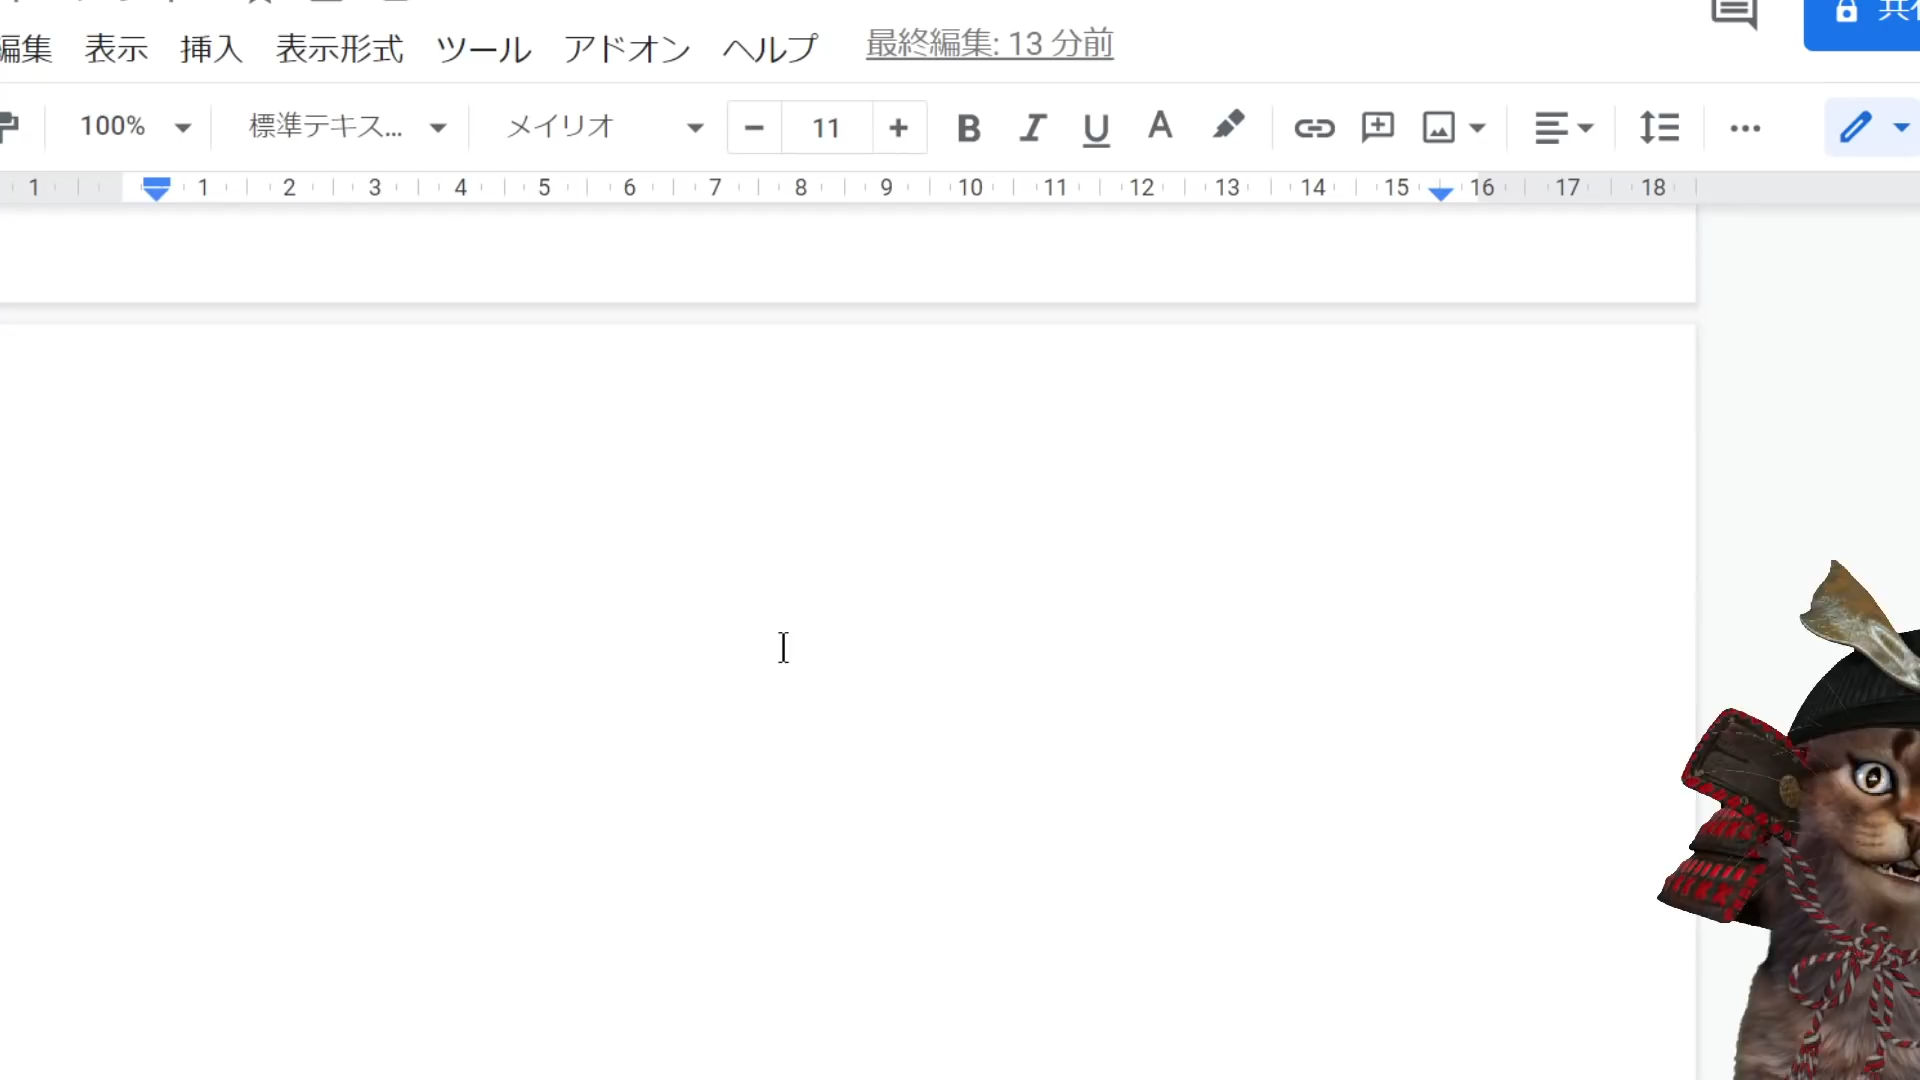 編集 表示 挿入 表示形式 ツール アドオン ヘルプ 最終編集: 13 分前
100% 標準テキス... メイリオ 11 B I U A
1 1 2 3 4 5 6 7 8 9 10 11 12 13 14 15 16 17 18